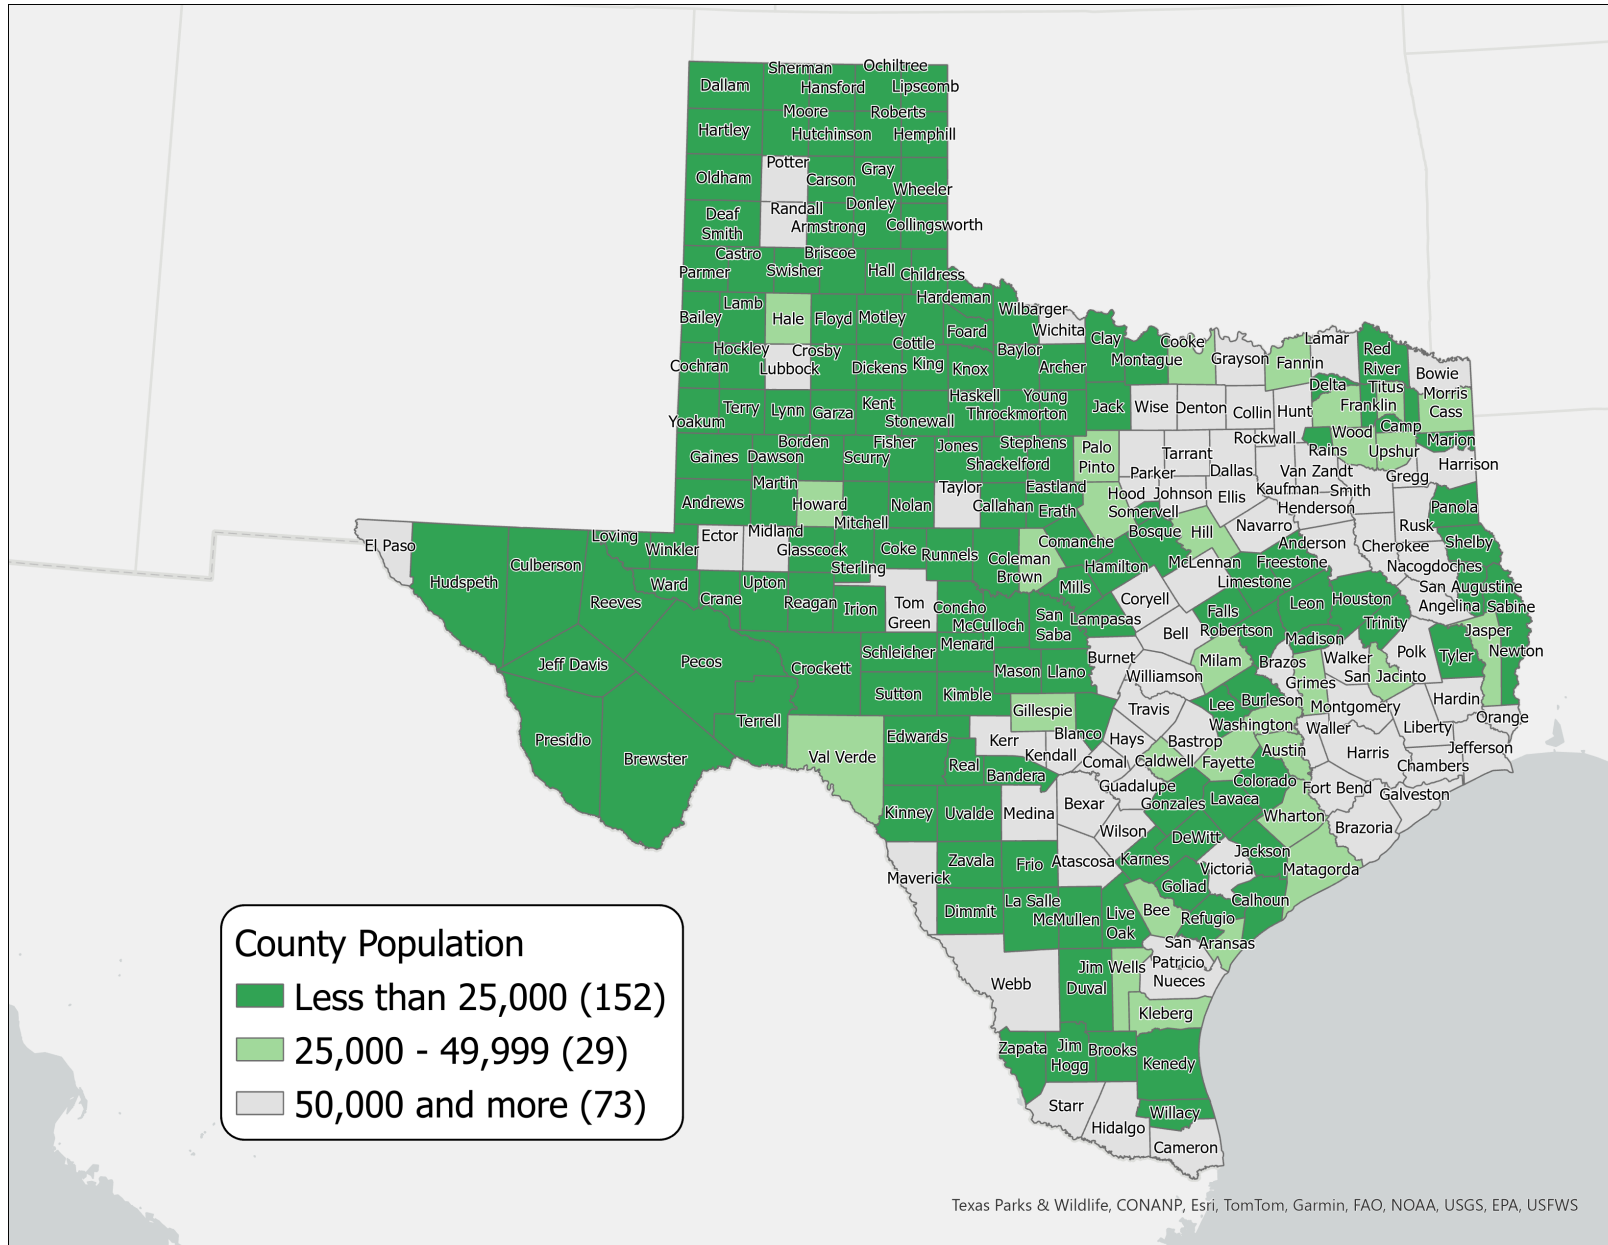 Sherman
Ochiltree
Dallam
Hansford
Lipscomb
Moore
Roberts
Hartley
Hutchinson
Hemphill
Potter
Gray
Oldham
Carson
Wheeler
Randall
Donley
Deaf
Smith
Armstrong
Collingsworth
Castro
Briscoe
Parmer
Swisher
Hall
Childress
Lamb
Hardeman
Bailey
Hale
Floyd
Motley
Wilbarger
Foard
Wichita
Clay
Cooke
Lamar
Hockley
Crosby
Cottle
Baylor
Montague
Grayson
Fannin
Red
River
Cochran
Lubbock
Dickens
King
Knox
Archer
Bowie
Delta
Titus
Morris
Terry
Lynn
Garza
Kent
Haskell
Young
Jack
Wise
Denton
Collin
Hunt
Franklin
Cass
Yoakum
Stonewall
Throckmorton
Camp
Borden
Fisher
Jones
Stephens
Palo
Pinto
Rockwall
Wood
Marion
Gaines
Dawson
Scurry
Shackelford
Parker
Tarrant
Dallas
Rains
Upshur
Van Zandt
Harrison
Martin
Taylor
Eastland
Hood
Johnson
Ellis
Kaufman
Smith
Gregg
Andrews
Howard
Nolan
Callahan
Erath
Somervell
Henderson
Panola
Mitchell
Navarro
Rusk
El Paso
Loving
Winkler
Ector
Midland
Glasscock
Coke
Runnels
Coleman
Brown
Comanche
Bosque
Hill
Anderson
Cherokee
Shelby
Hudspeth
Culberson
Sterling
Hamilton
McLennan
Freestone
Nacogdoches
Ward
Crane
Upton
Mills
Limestone
San Augustine
Reeves
Reagan
Irion
Tom
Green
Concho
McCulloch
San
Saba
Lampasas
Coryell
Falls
Leon
Houston
Angelina
Sabine
Bell
Robertson
Madison
Trinity
Jasper
Newton
Jeff Davis
Pecos
Crockett
Schleicher
Menard
Mason
Llano
Burnet
Milam
Brazos
Walker
Polk
Tyler
Williamson
San Jacinto
Grimes
Sutton
Kimble
Gillespie
Travis
Lee
Burleson
Montgomery
Hardin
Presidio
Brewster
Terrell
Val Verde
Edwards
Kerr
Blanco
Hays
Bastrop
Washington
Waller
Liberty
Orange
Kendall
Comal
Caldwell
Fayette
Austin
Harris
Jefferson
Real
Bandera
Chambers
Colorado
Guadalupe
Fort Bend
Galveston
Kinney
Uvalde
Medina
Bexar
Gonzales
Lavaca
Wharton
Brazoria
Wilson
DeWitt
Zavala
Frio
Atascosa
Karnes
Jackson
Victoria
Matagorda
Maverick
Goliad
Dimmit
La Salle
McMullen
Live
Oak
Bee
Refugio
Calhoun
San
Patricio
Aransas
Webb
Duval
Jim Wells
Nueces
Kleberg
Zapata
Jim
Hogg
Brooks
Kenedy
Starr
Hidalgo
Willacy
Cameron
County Population
Less than 25,000 (152)
25,000 - 49,999 (29)
50,000 and more (73)
Texas Parks & Wildlife, CONANP, Esri, TomTom, Garmin, FAO, NOAA, USGS, EPA, USFWS